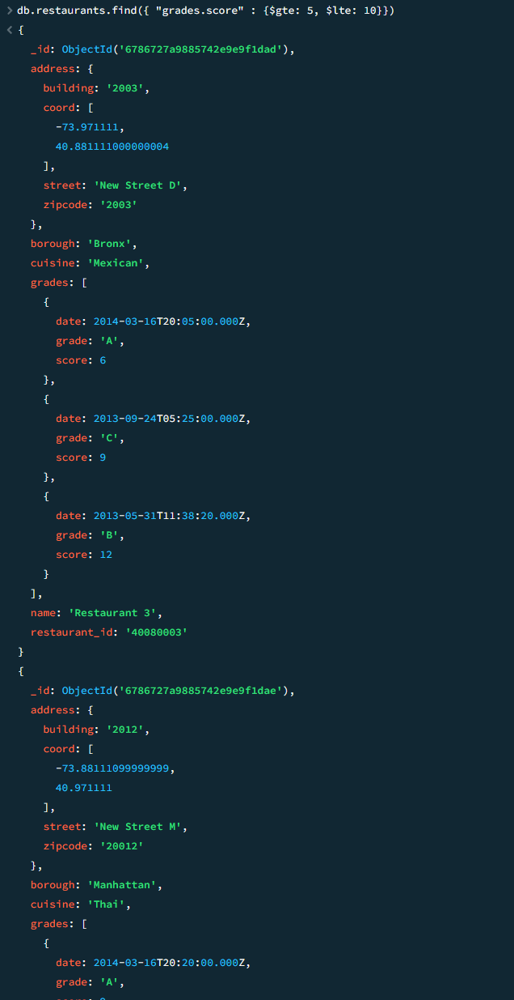 > db.restaurants.find({ "grades.score" : {$gte: 5, $lte: 10}})
< {
_id: ObjectId('6786727a9885742e9e9f1dad'),
address: {
building: '2003',
coord: [
-73.971111,
40.881111000000004
],
street: 'New Street D',
zipcode: '2003'
},
borough: 'Bronx',
cuisine: 'Mexican',
grades: [
{
date: 2014-03-16T20:05:00.000Z,
grade: 'A',
score: 6
},
{
date: 2013-09-24T05:25:00.000Z,
grade: 'C',
score: 9
},
{
date: 2013-05-31T11:38:20.000Z,
grade: 'B',
score: 12
}
],
name: 'Restaurant 3',
restaurant_id: '40080003'
}
{
_id: ObjectId('6786727a9885742e9e9f1dae'),
address: {
building: '2012',
coord: [
-73.88111099999999,
40.971111
],
street: 'New Street M',
zipcode: '20012'
},
borough: 'Manhattan',
cuisine: 'Thai',
grades: [
{
date: 2014-03-16T20:20:00.000Z,
grade: 'A',